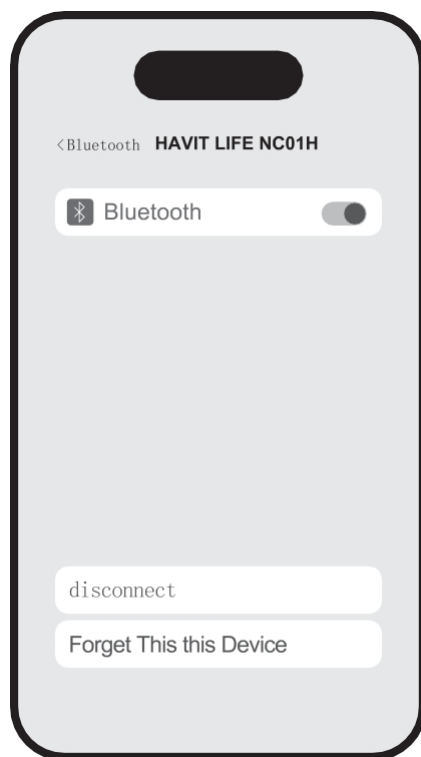 <Bluetooth HAVIT LIFE NC01H
Bluetooth
disconnect
Forget This this Device